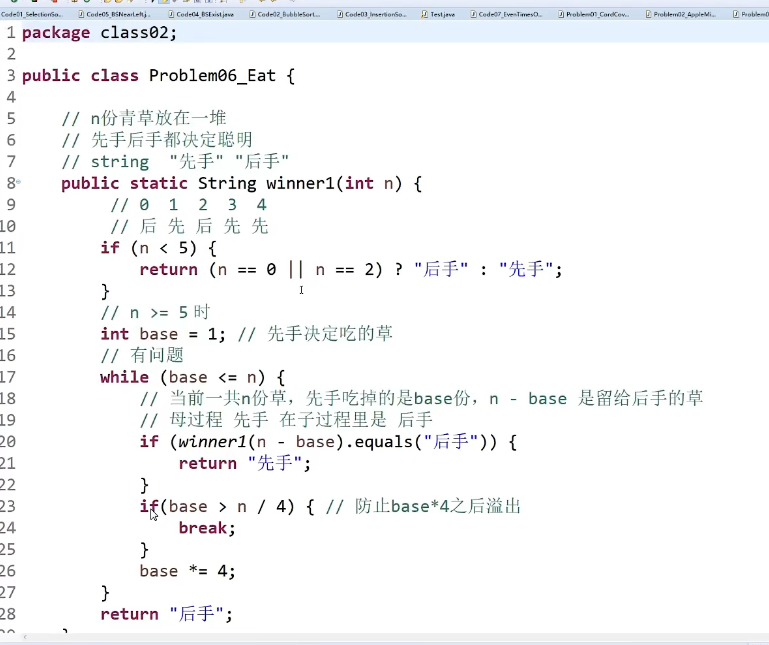 Code01_SelectionSo... Code05_BSNearLeft.j... Code04_BSExist.java Code02_BubbleSort... Code03_InsertionSo... Test.java Code07_EvenTimesO... Problem01_CordCov... Problem02_AppleMi... Problem
1 package class02;
2
3 public class Problem06_Eat {
4
5 // n份青草放在一堆
6 // 先手后手都决定聪明
7 // string "先手" "后手"
8 public static String winner1(int n) {
9 // 0 1 2 3 4
10 // 后 先 后 先 先
11 if (n < 5) {
12 return (n == 0 || n == 2) ? "后手" : "先手";
13 }
14 // n >= 5 时
15 int base = 1; // 先手决定吃的草
16 // 有问题
17 while (base <= n) {
18 // 当前一共n份草，先手吃掉的是base份，n - base 是留给后手的草
19 // 母过程 先手 在子过程里是 后手
20 if (winner1(n - base).equals("后手")) {
21 return "先手";
22 }
23 if(base > n / 4) { // 防止base*4之后溢出
24 break;
25 }
26 base *= 4;
27 }
28 return "后手";